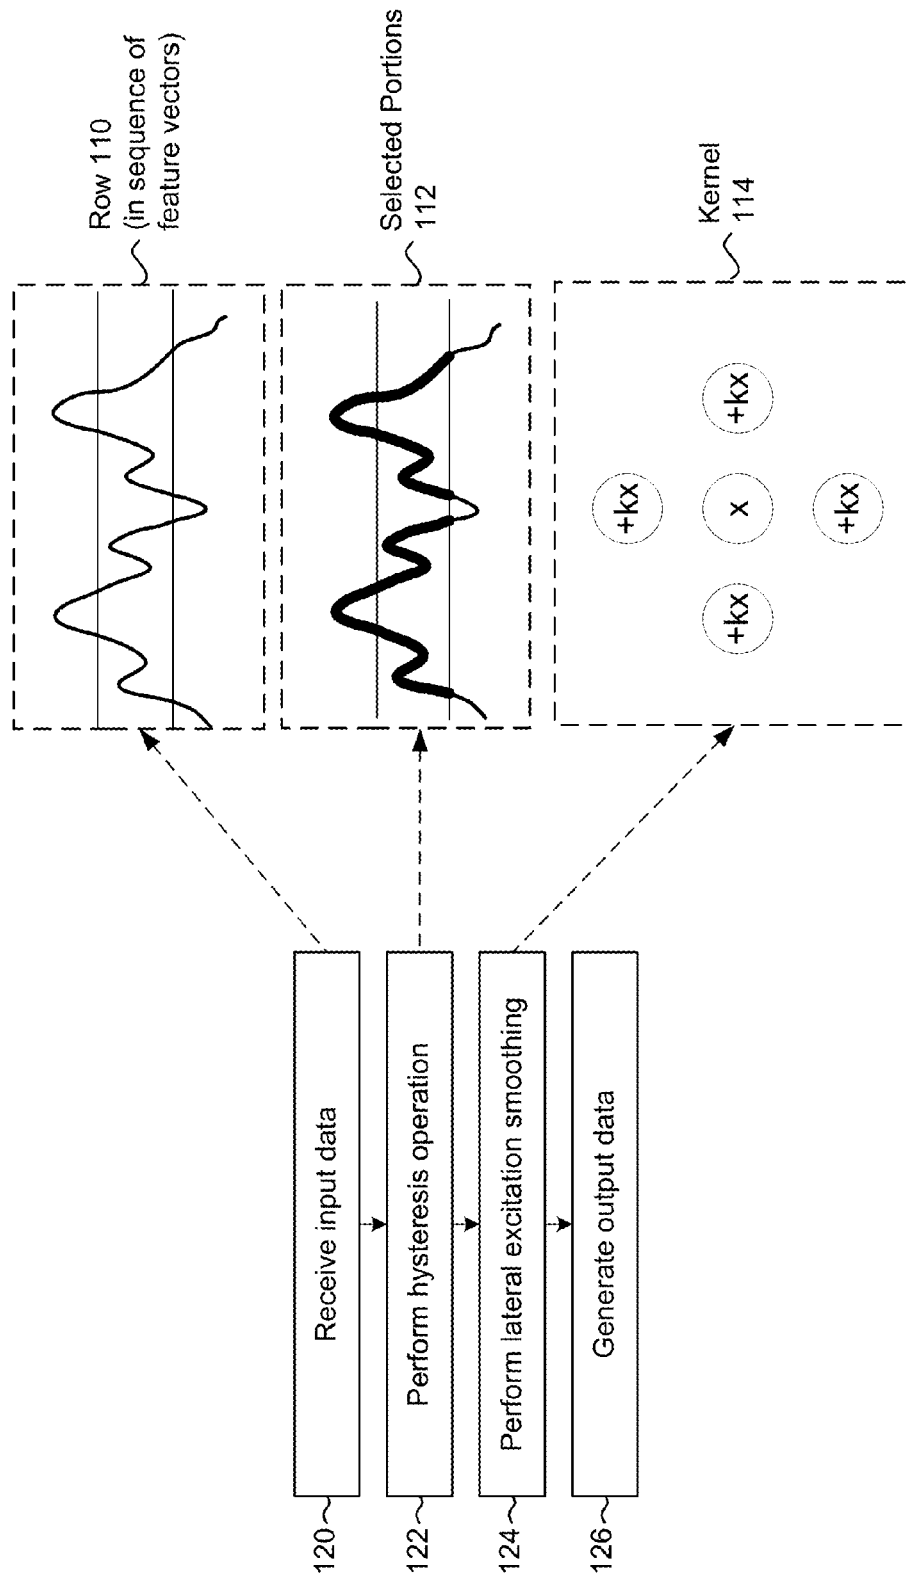 120
Receive input data
122
Perform hysteresis operation
124
Perform lateral excitation smoothing
126
Generate output data
Row 110
(in sequence of
feature vectors)
Selected Portions
112
Kernel
114
+kx
+kx
x
+kx
+kx